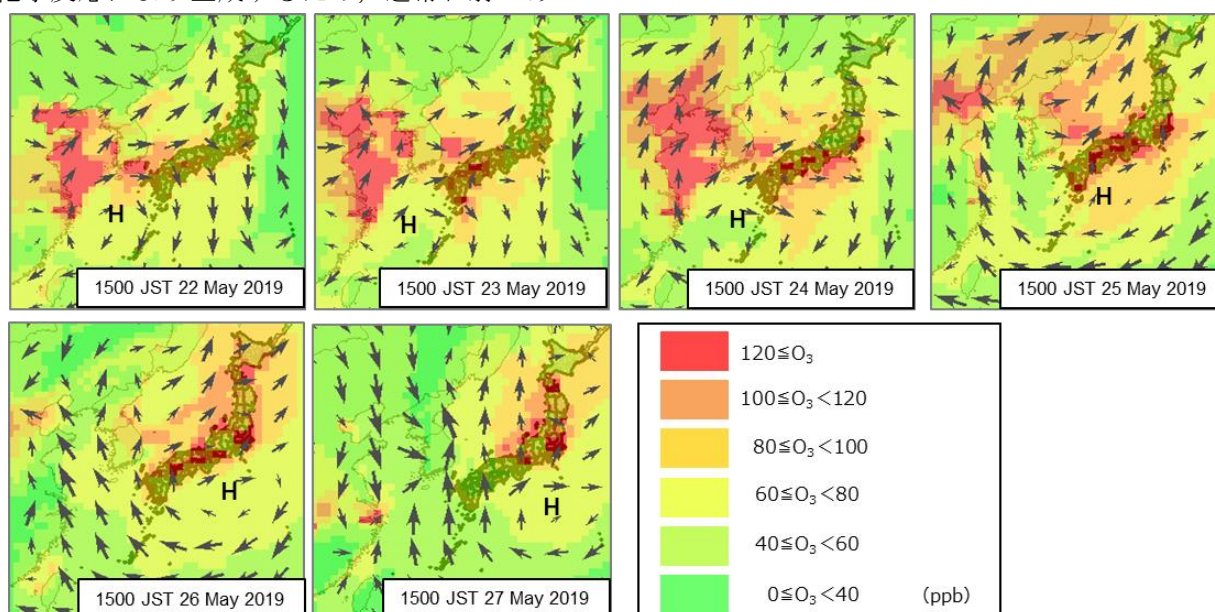 H
1500 JST 22 May 2019
H
1500 JST 23 May 2019
H
1500 JST 24 May 2019
H
1500 JST 25 May 2019
H
1500 JST 26 May 2019
H
1500 JST 27 May 2019
120≦O₃
100≦O₃<120
80≦O₃<100
60≦O₃<80
40≦O₃<60
0≦O₃<40 (ppb)